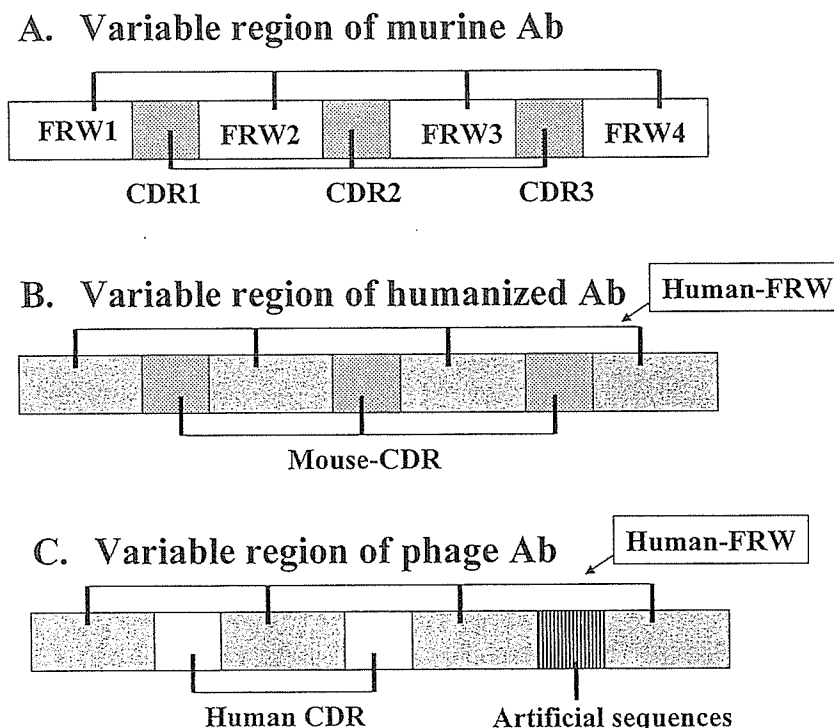 A. Variable region of murine Ab
FRW1 FRW2 FRW3 FRW4
CDR1 CDR2 CDR3
B. Variable region of humanized Ab
Human-FRW
Mouse-CDR
C. Variable region of phage Ab
Human-FRW
Human CDR
Artificial sequences